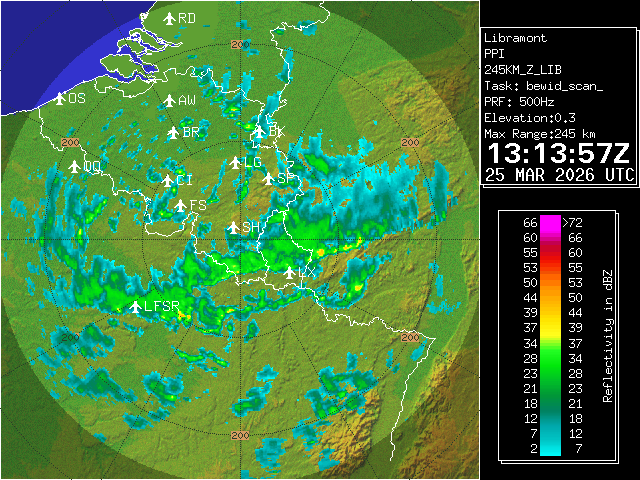 RD
200
OS
AW
BR
BK
200
200
QQ
LG
CI
SP
FS
SH
LX
LFSR
200
200
200
Libramont
PPI
245KM_Z_LIB
Task: bewid_scan_
PRF: 500Hz
Elevation:0.3
Max Range:245 km
13:13:57Z
25 MAR 2026 UTC
66 >72
60 66
55 60
53 55
50 53
44 50
39 44
37 39
34 37
28 34
23 28
21 23
18 21
12 18
7 12
2 7
Reflectivity in dBZ